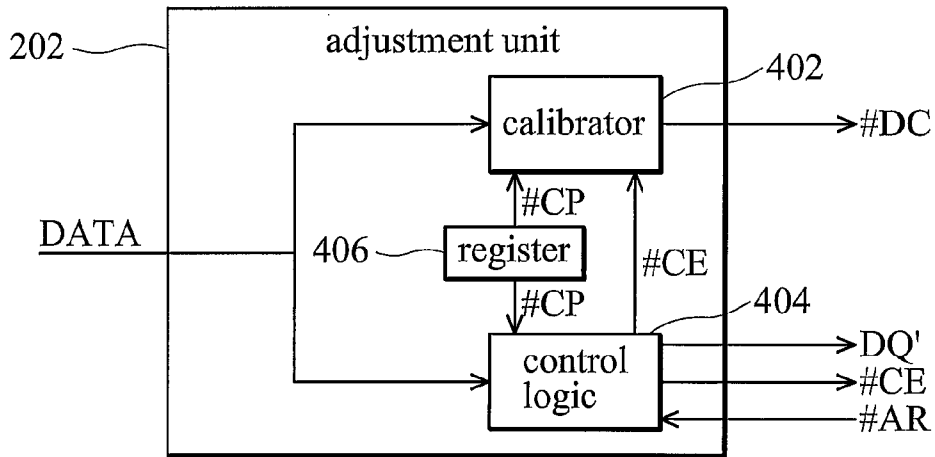 adjustment unit
202
402
calibrator
#DC
#CP
DATA
406
register
#CE
#CP
404
control
logic
DQ'
#CE
#AR